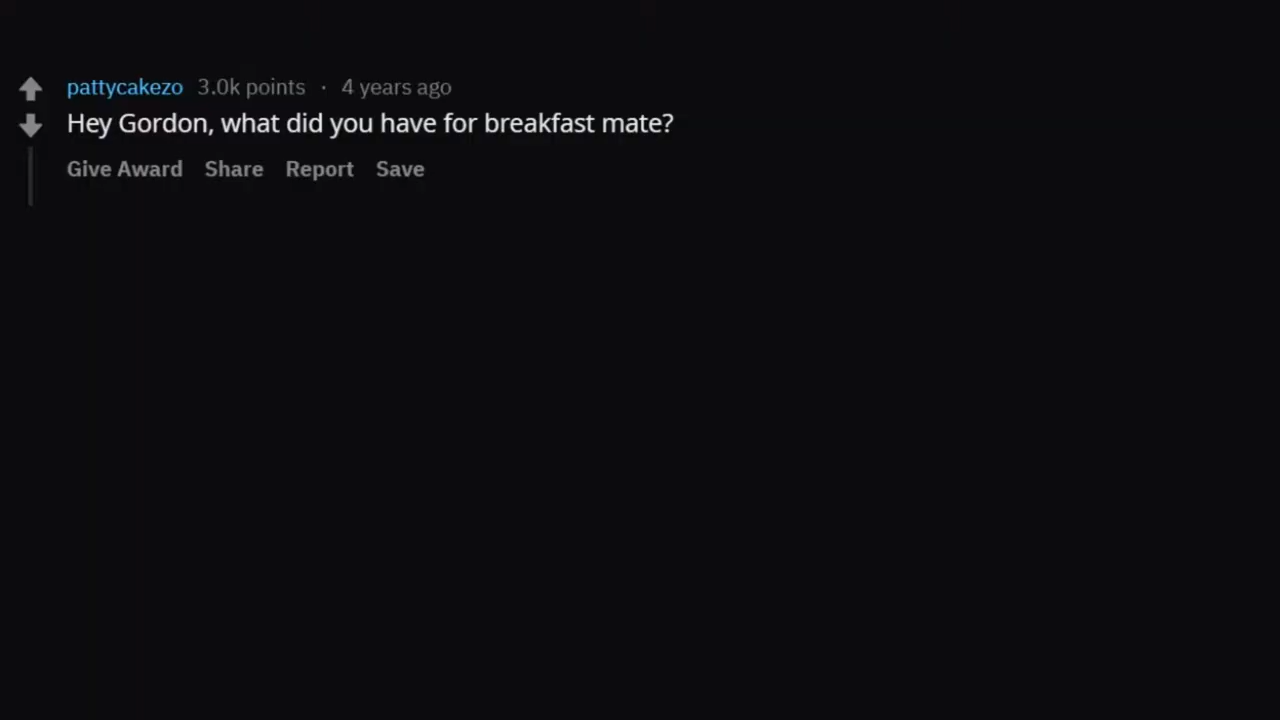 pattycakezo 3.0k points · 4 years ago
Hey Gordon, what did you have for breakfast mate?
Give Award Share Report Save